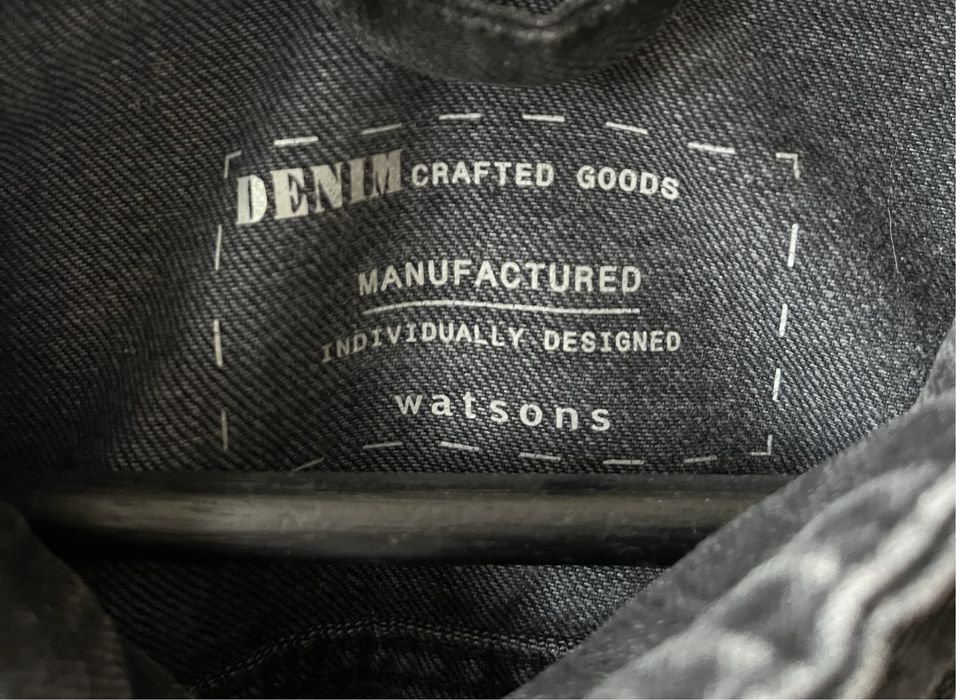 DENIM CRAFTED GOODS
MANUFACTURED
INDIVIDUALLY DESIGNED
watsons